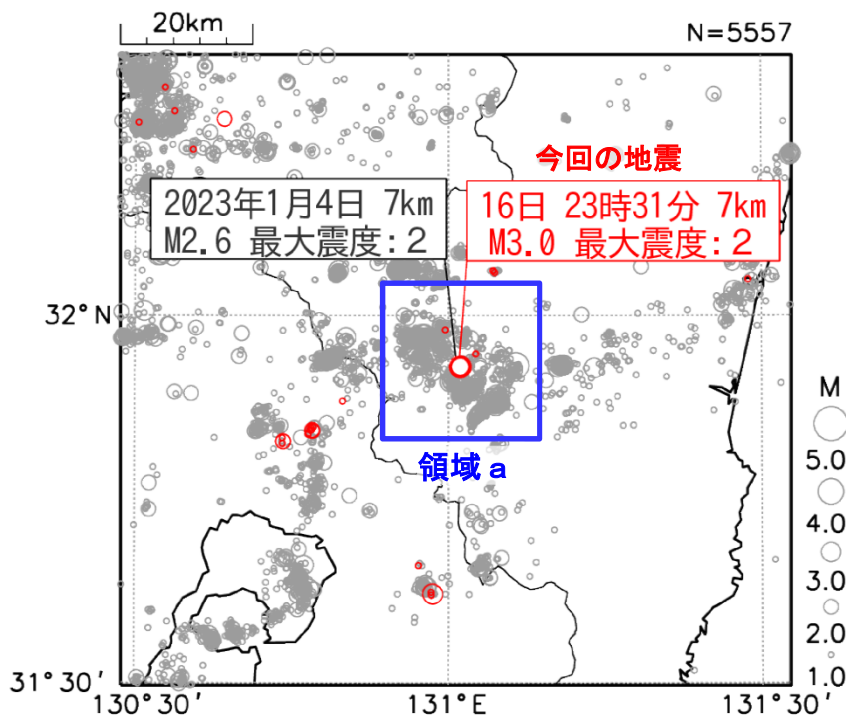 20km
N=5557
今回の地震
2023年1月4日 7km
M2.6 最大震度:2
16日 23時31分 7km
M3.0 最大震度:2
32°N
領域a
M
5.0
4.0
3.0
2.0
1.0
31°30′
130°30′
131°E
131°30′